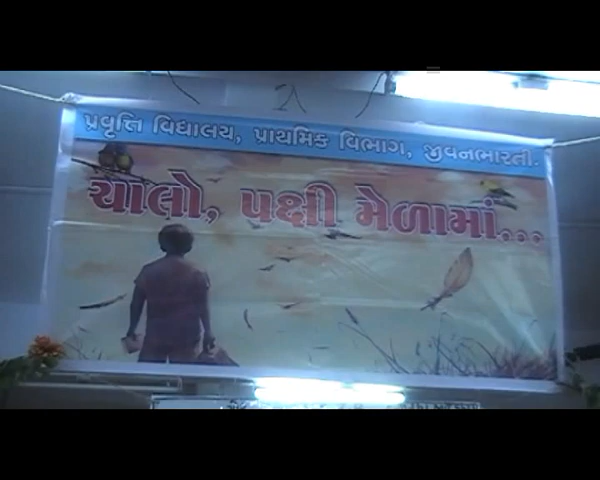 પ્રવૃત્તિ વિદ્યાલય, પ્રાથમિક વિભાગ, જીવનભારતી.
ચાલો, પક્ષી મેળામાં...